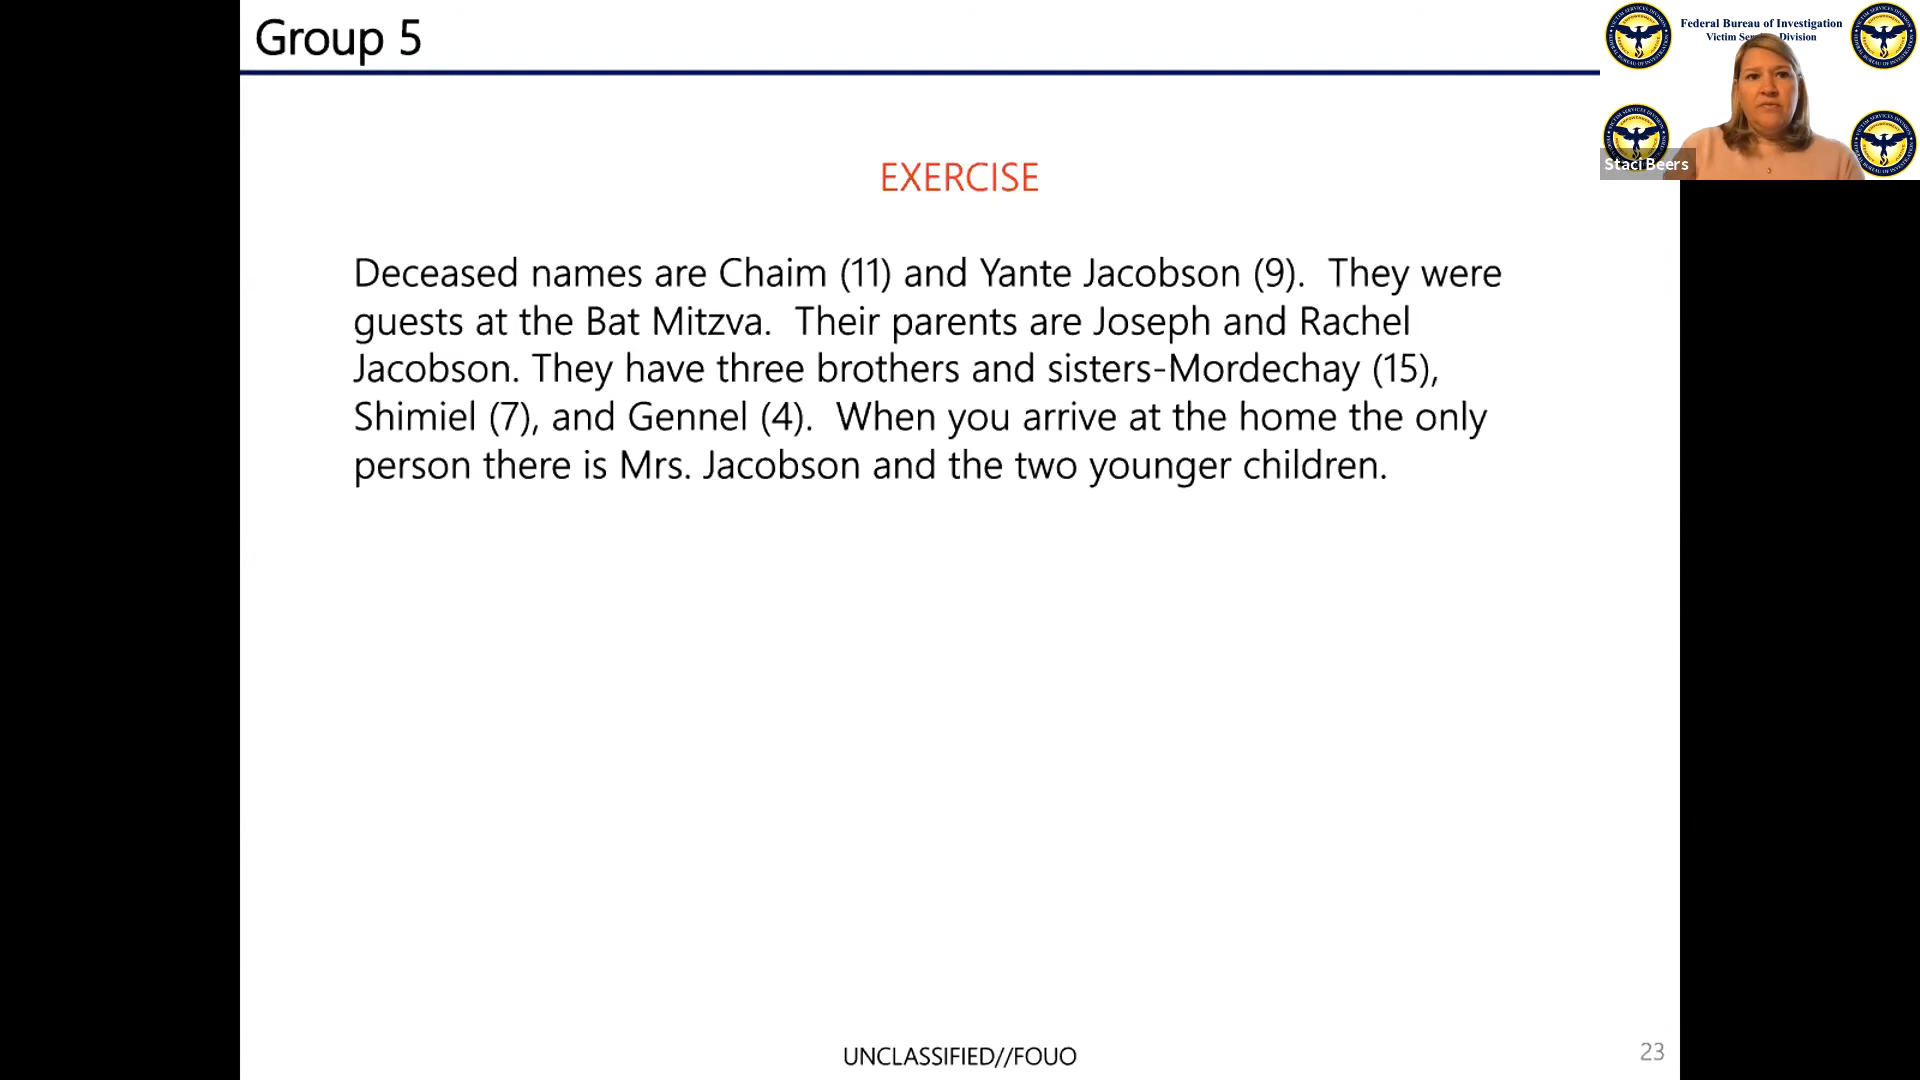 Group 5
Federal Bureau of Investigation
Victim Division
Staci Beers
EXERCISE
Deceased names are Chaim (11) and Yante Jacobson (9). They were
guests at the Bat Mitzva. Their parents are Joseph and Rachel
Jacobson. They have three brothers and sisters-Mordechay (15),
Shimiel (7), and Gennel (4). When you arrive at the home the only
person there is Mrs. Jacobson and the two younger children.
UNCLASSIFIED//FOUO
23